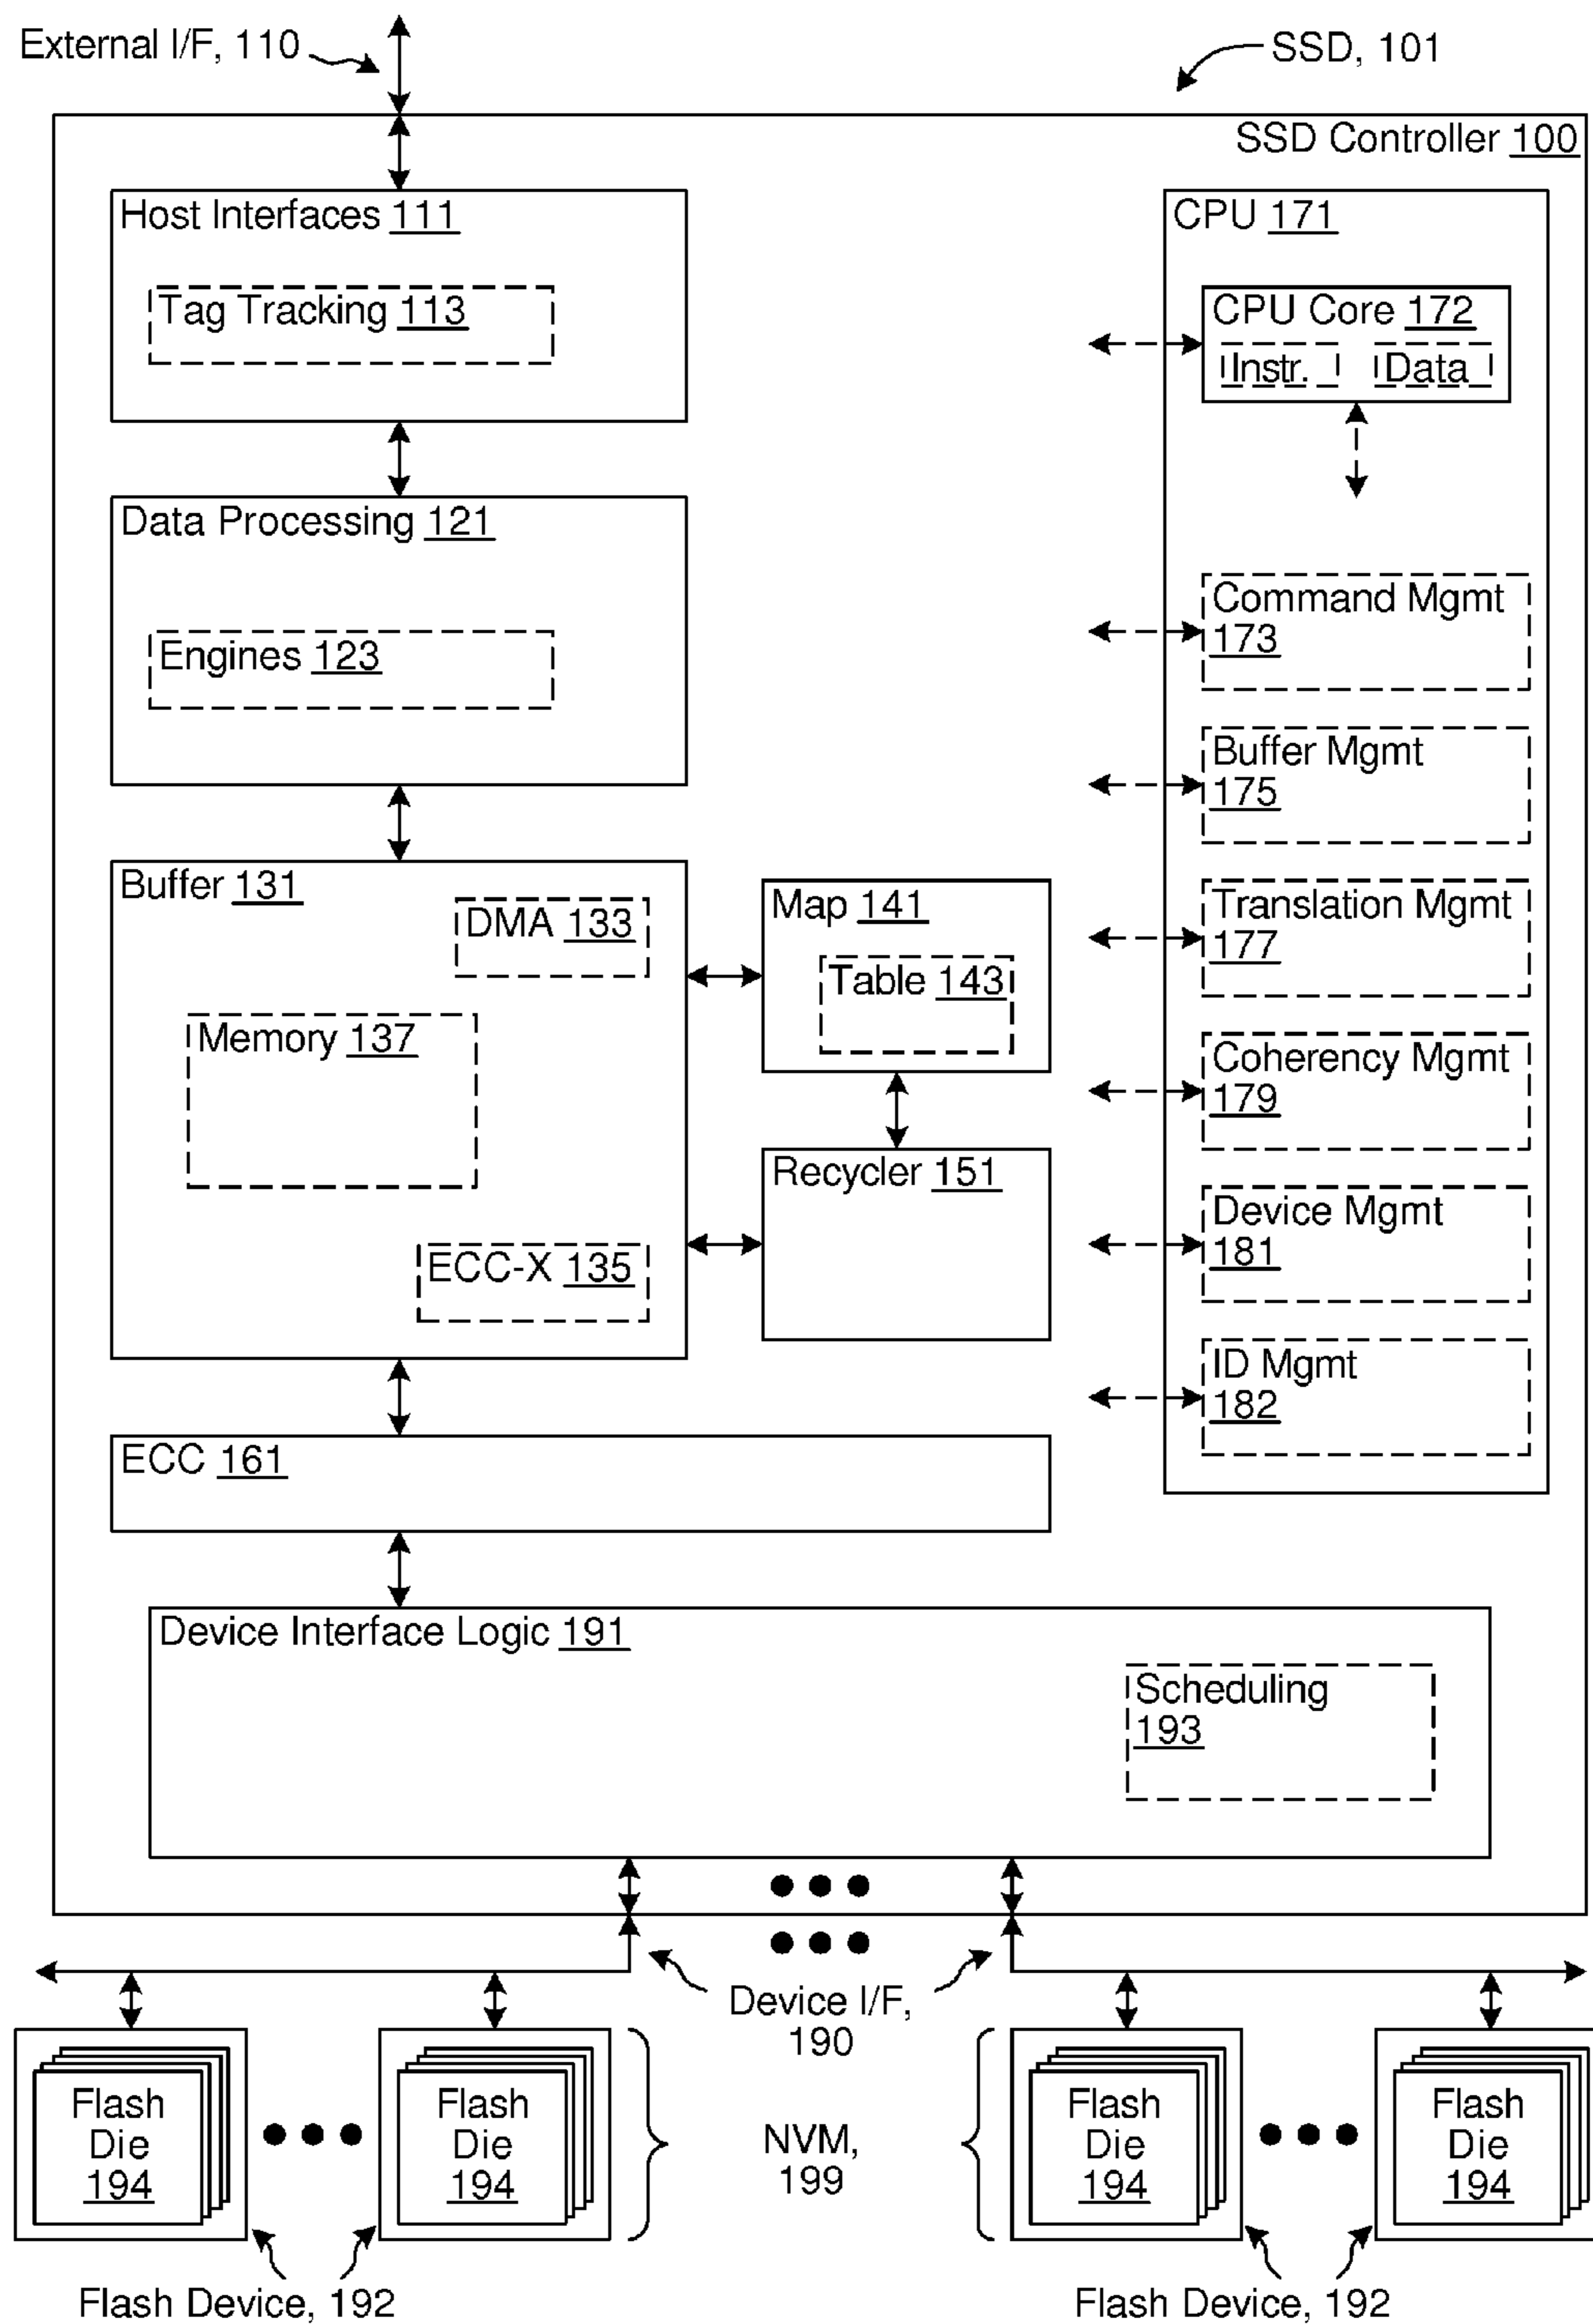 External I/F, 110
SSD, 101
SSD Controller 100
Host Interfaces 111
Tag Tracking 113
Data Processing 121
Engines 123
Buffer 131
DMA 133
Memory 137
ECC-X 135
Map 141
Table 143
Recycler 151
ECC 161
CPU 171
CPU Core 172
Instr. Data
Command Mgmt
173
Buffer Mgmt
175
Translation Mgmt
177
Coherency Mgmt
179
Device Mgmt
181
ID Mgmt
182
Device Interface Logic 191
Scheduling
193
Device I/F,
190
Flash
Die
194
Flash
Die
194
NVM,
199
Flash
Die
194
Flash
Die
194
Flash Device, 192
Flash Device, 192